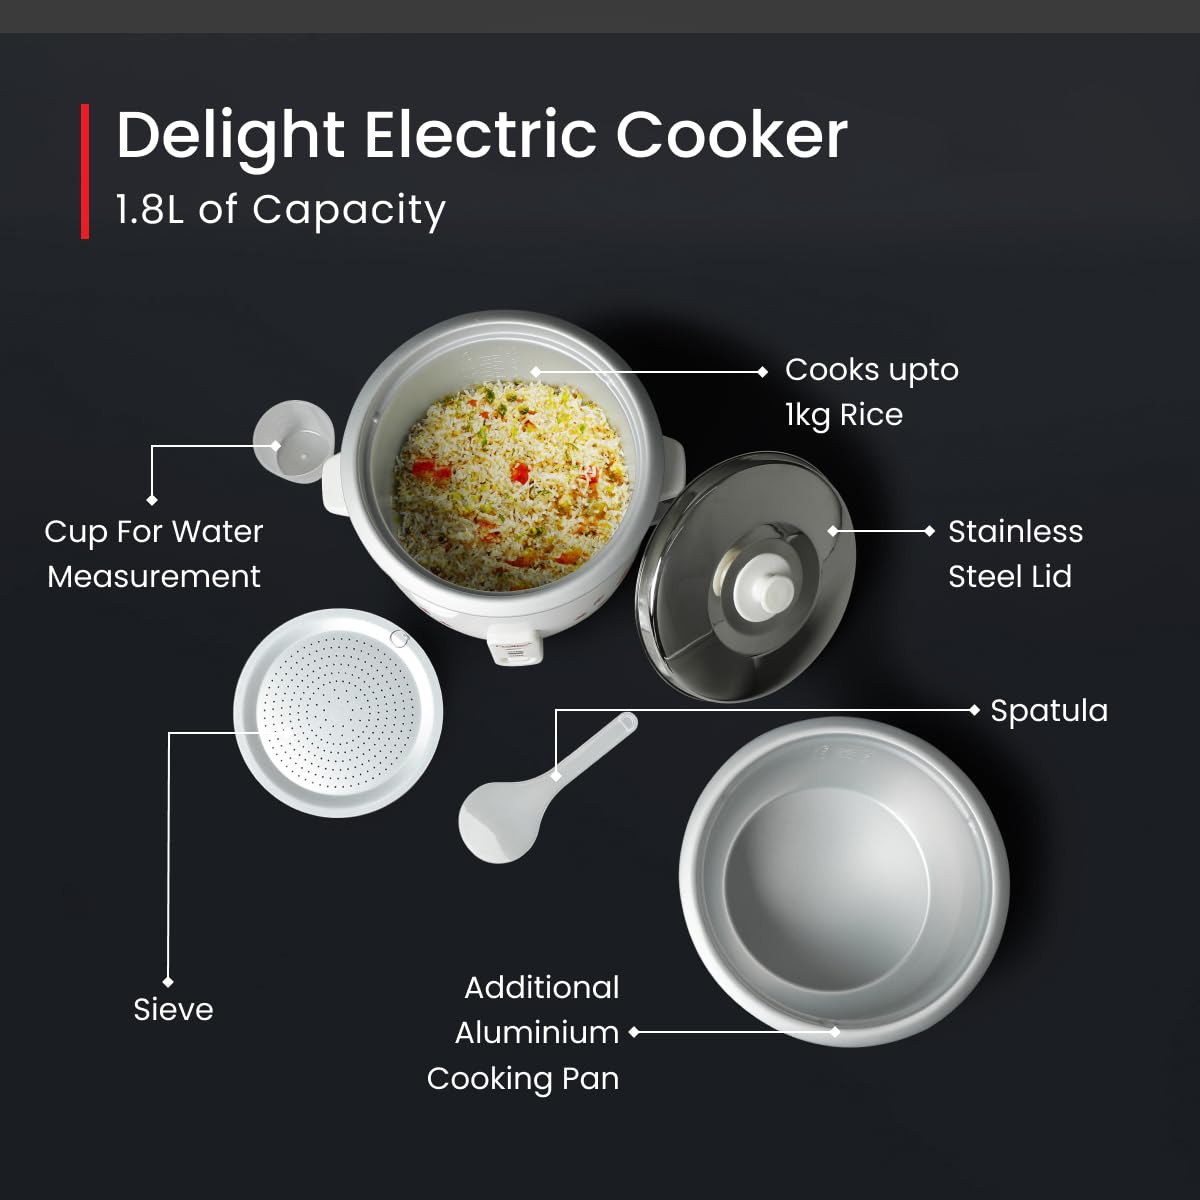 Delight Electric Cooker
1.8L of Capacity
Cooks upto
1kg Rice
Cup For Water
Measurement
Stainless
Steel Lid
Spatula
Sieve
Additional
Aluminium
Cooking Pan